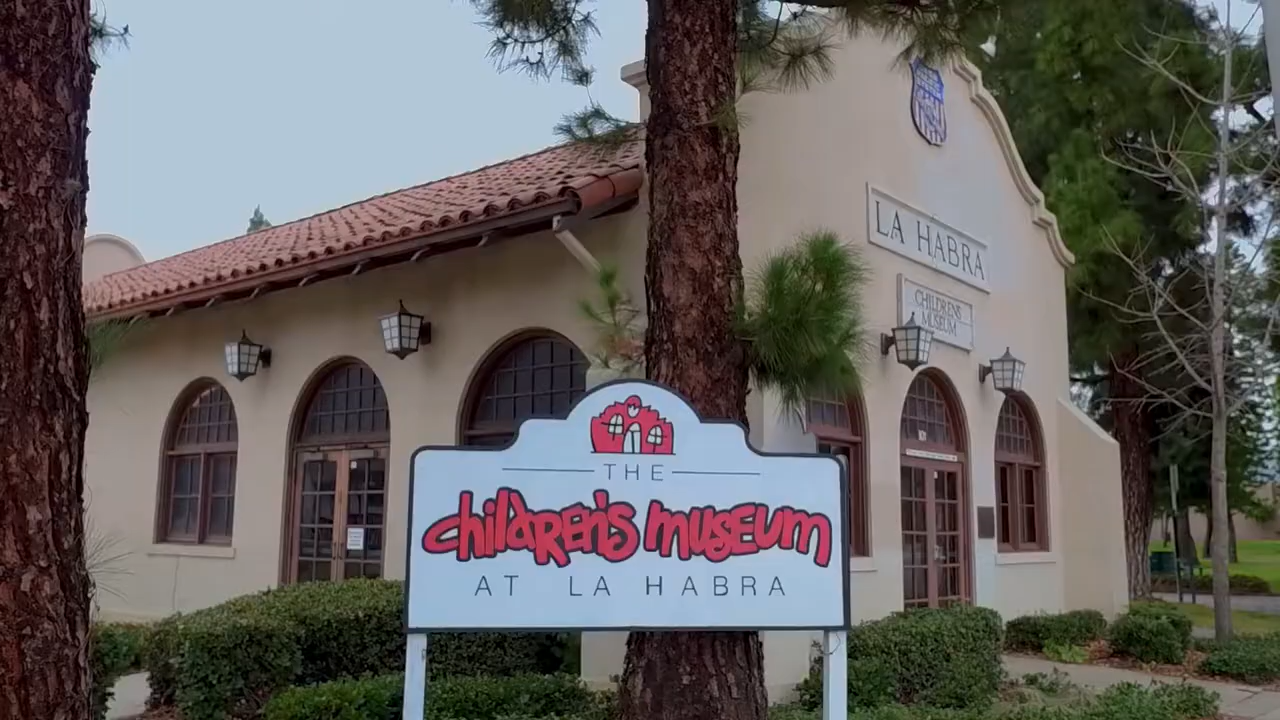 LA HABRA
CHILDREN'S
MUSEUM
THE
children's museum
AT LA HABRA